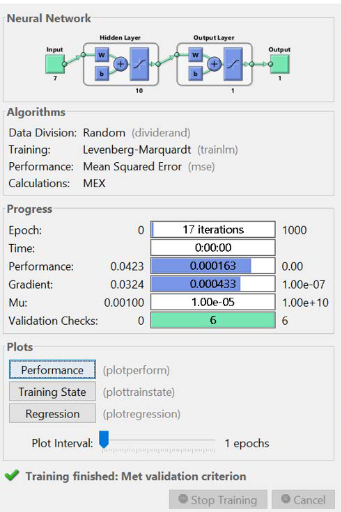 Neural Network
Hidden Layer
Output Layer
Input
W
b
+
W
b
+
Output
7
10
1
1
Algorithms
Data Division: Random (dividerand)
Training: Levenberg-Marquardt (trainlm)
Performance: Mean Squared Error (mse)
Calculations: MEX
Progress
Epoch: 0 17 iterations 1000
Time: 0:00:00
Performance: 0.0423 0.000163 0.00
Gradient: 0.0324 0.000433 1.00e-07
Mu: 0.00100 1.00e-05 1.00e+10
Validation Checks: 0 6 6
Plots
Performance (plotperform)
Training State (plottrainstate)
Regression (plotregression)
Plot Interval: 1 epochs
Training finished: Met validation criterion
Stop Training Cancel